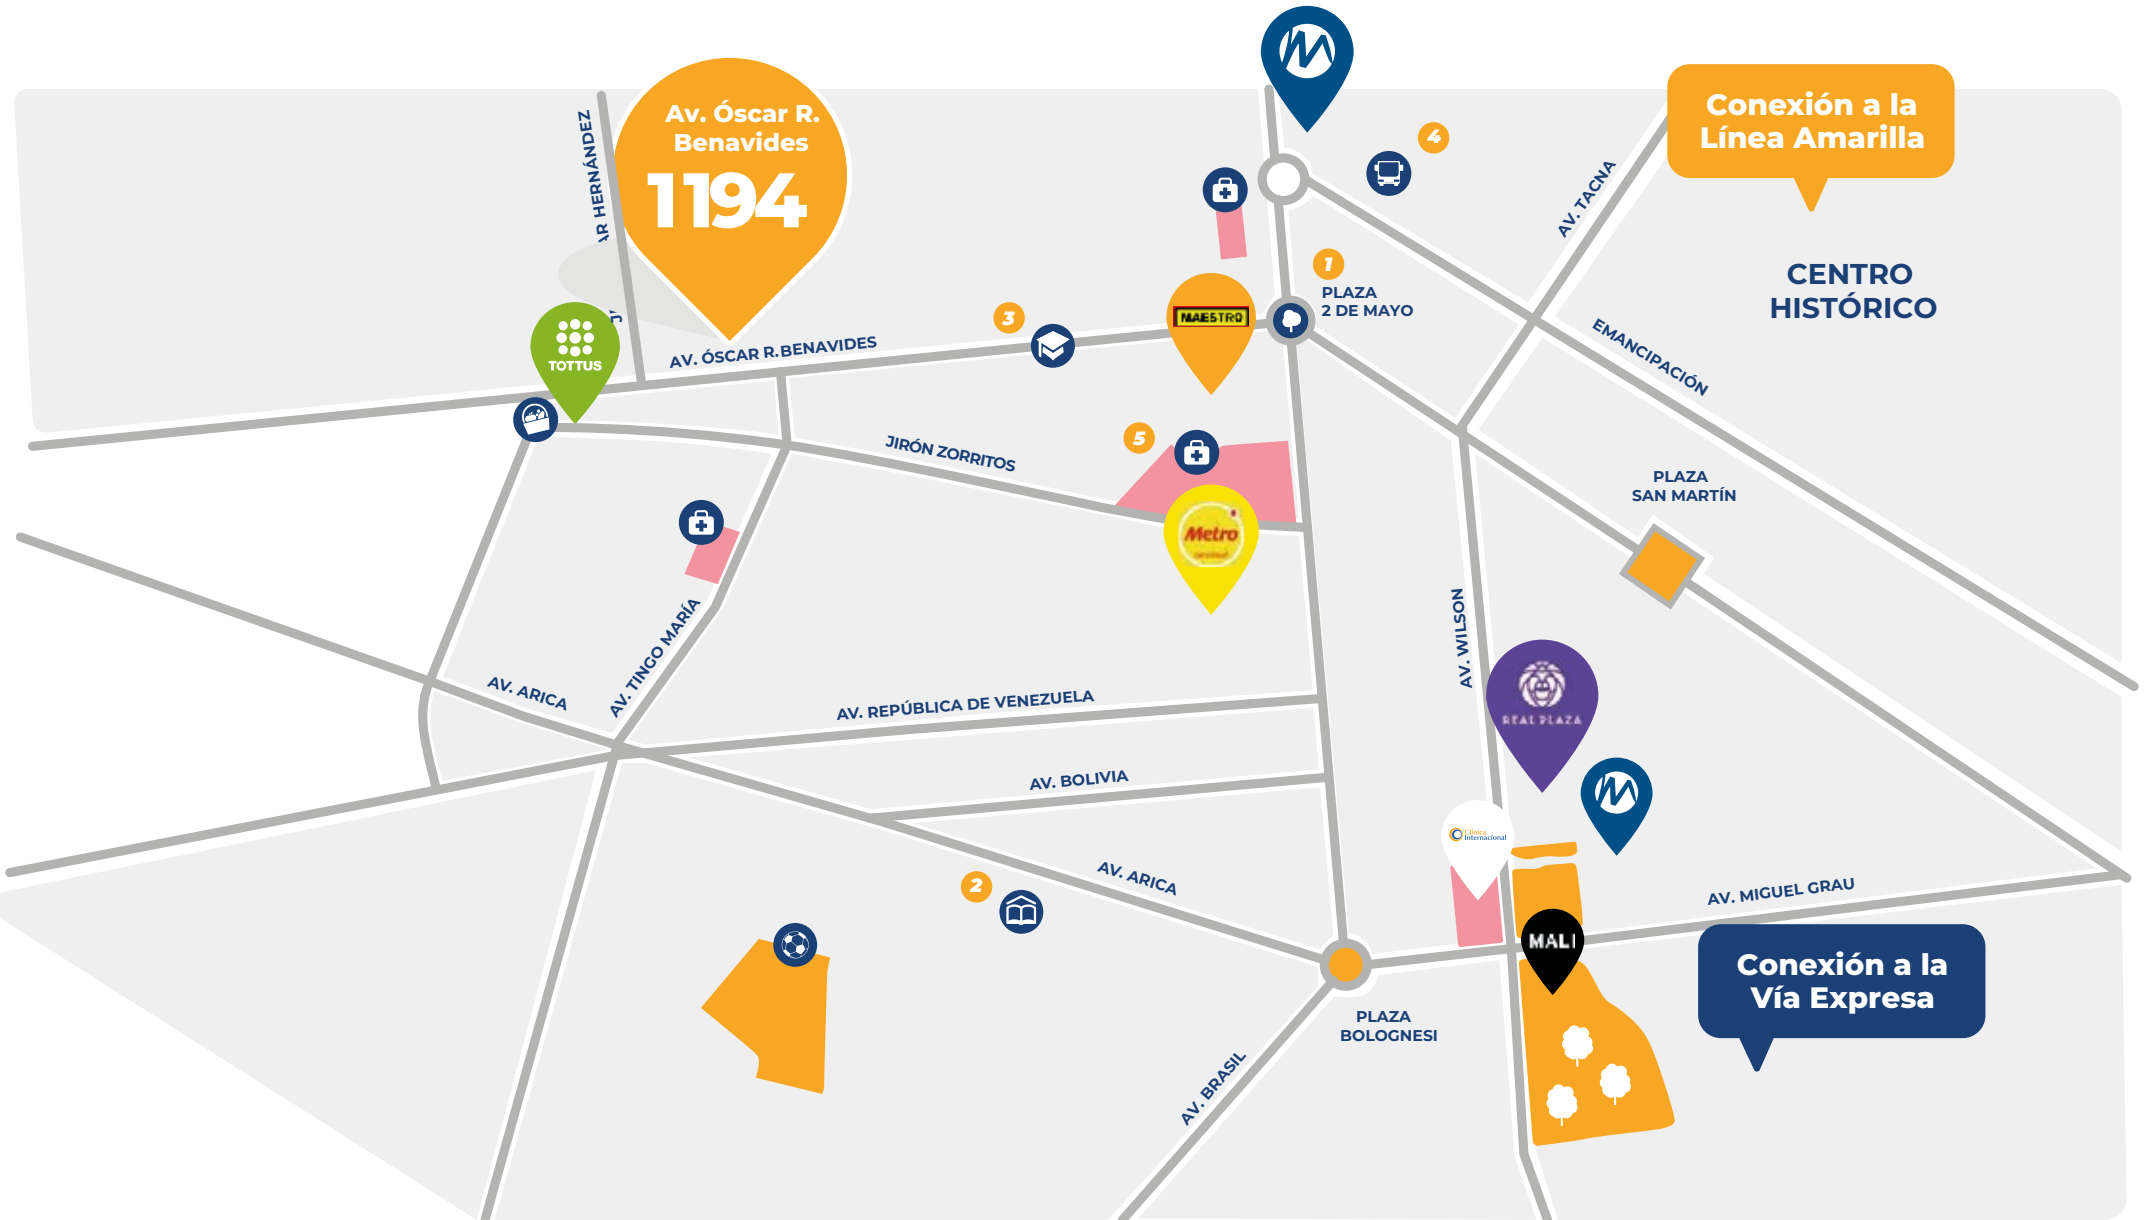 Av. Óscar R.
Benavides
1194
AR HERNÁNDEZ
TOTTUS
AV. ÓSCAR R. BENAVIDES
3
MAESTRO
4
1
PLAZA
2 DE MAYO
AV. TACNA
Conexión a la
Línea Amarilla
CENTRO
HISTÓRICO
EMANCIPACIÓN
JIRÓN ZORRITOS
5
Metro
PLAZA
SAN MARTÍN
AV. TINGO MARÍA
AV. ARICA
AV. REPÚBLICA DE VENEZUELA
AV. BOLIVIA
AV. WILSON
REAL PLAZA
Clínica
Internacional
2
AV. ARICA
AV. MIGUEL GRAU
MALI
Conexión a la
Vía Expresa
PLAZA
BOLOGNESI
AV. BRASIL